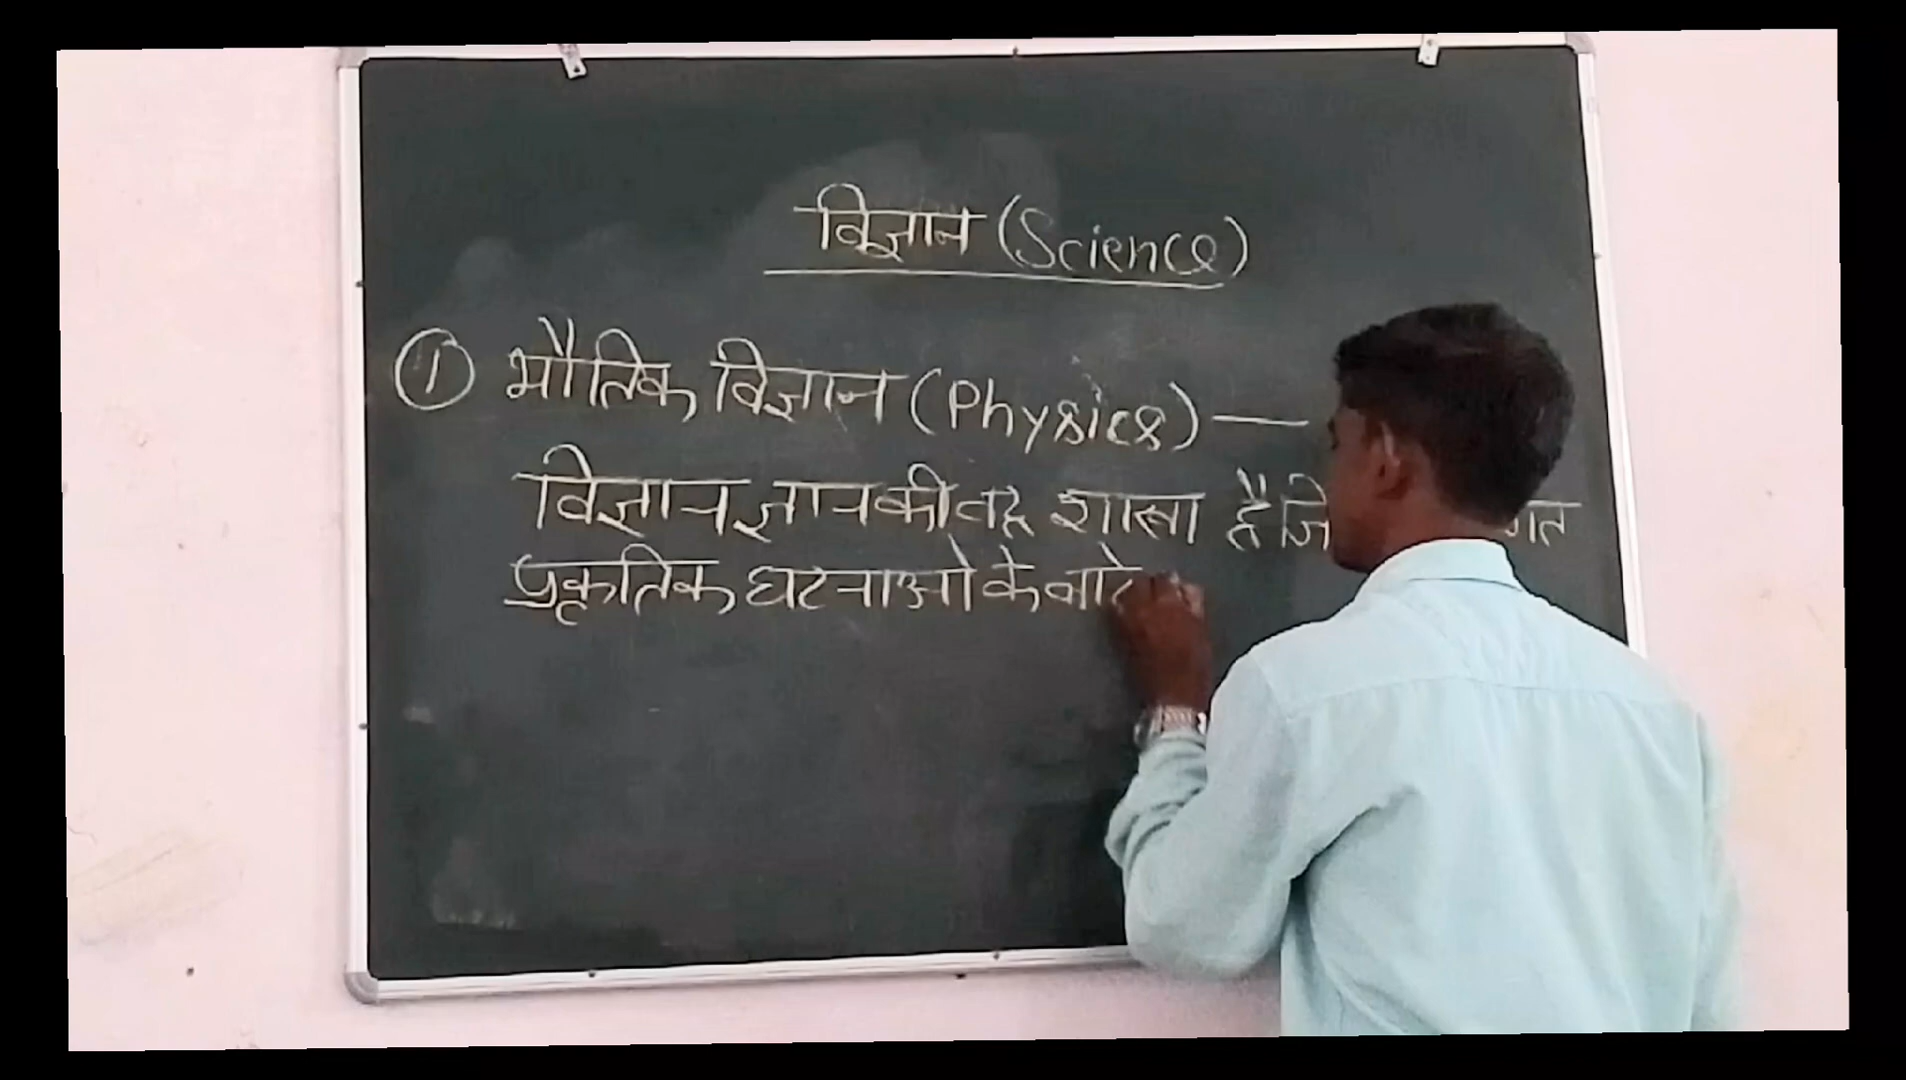 विज्ञान (Science)
① भौतिक विज्ञान (Physics) —
विज्ञान ज्ञान की वह शाखा है
प्रकृतिक घटनाओ के बारे